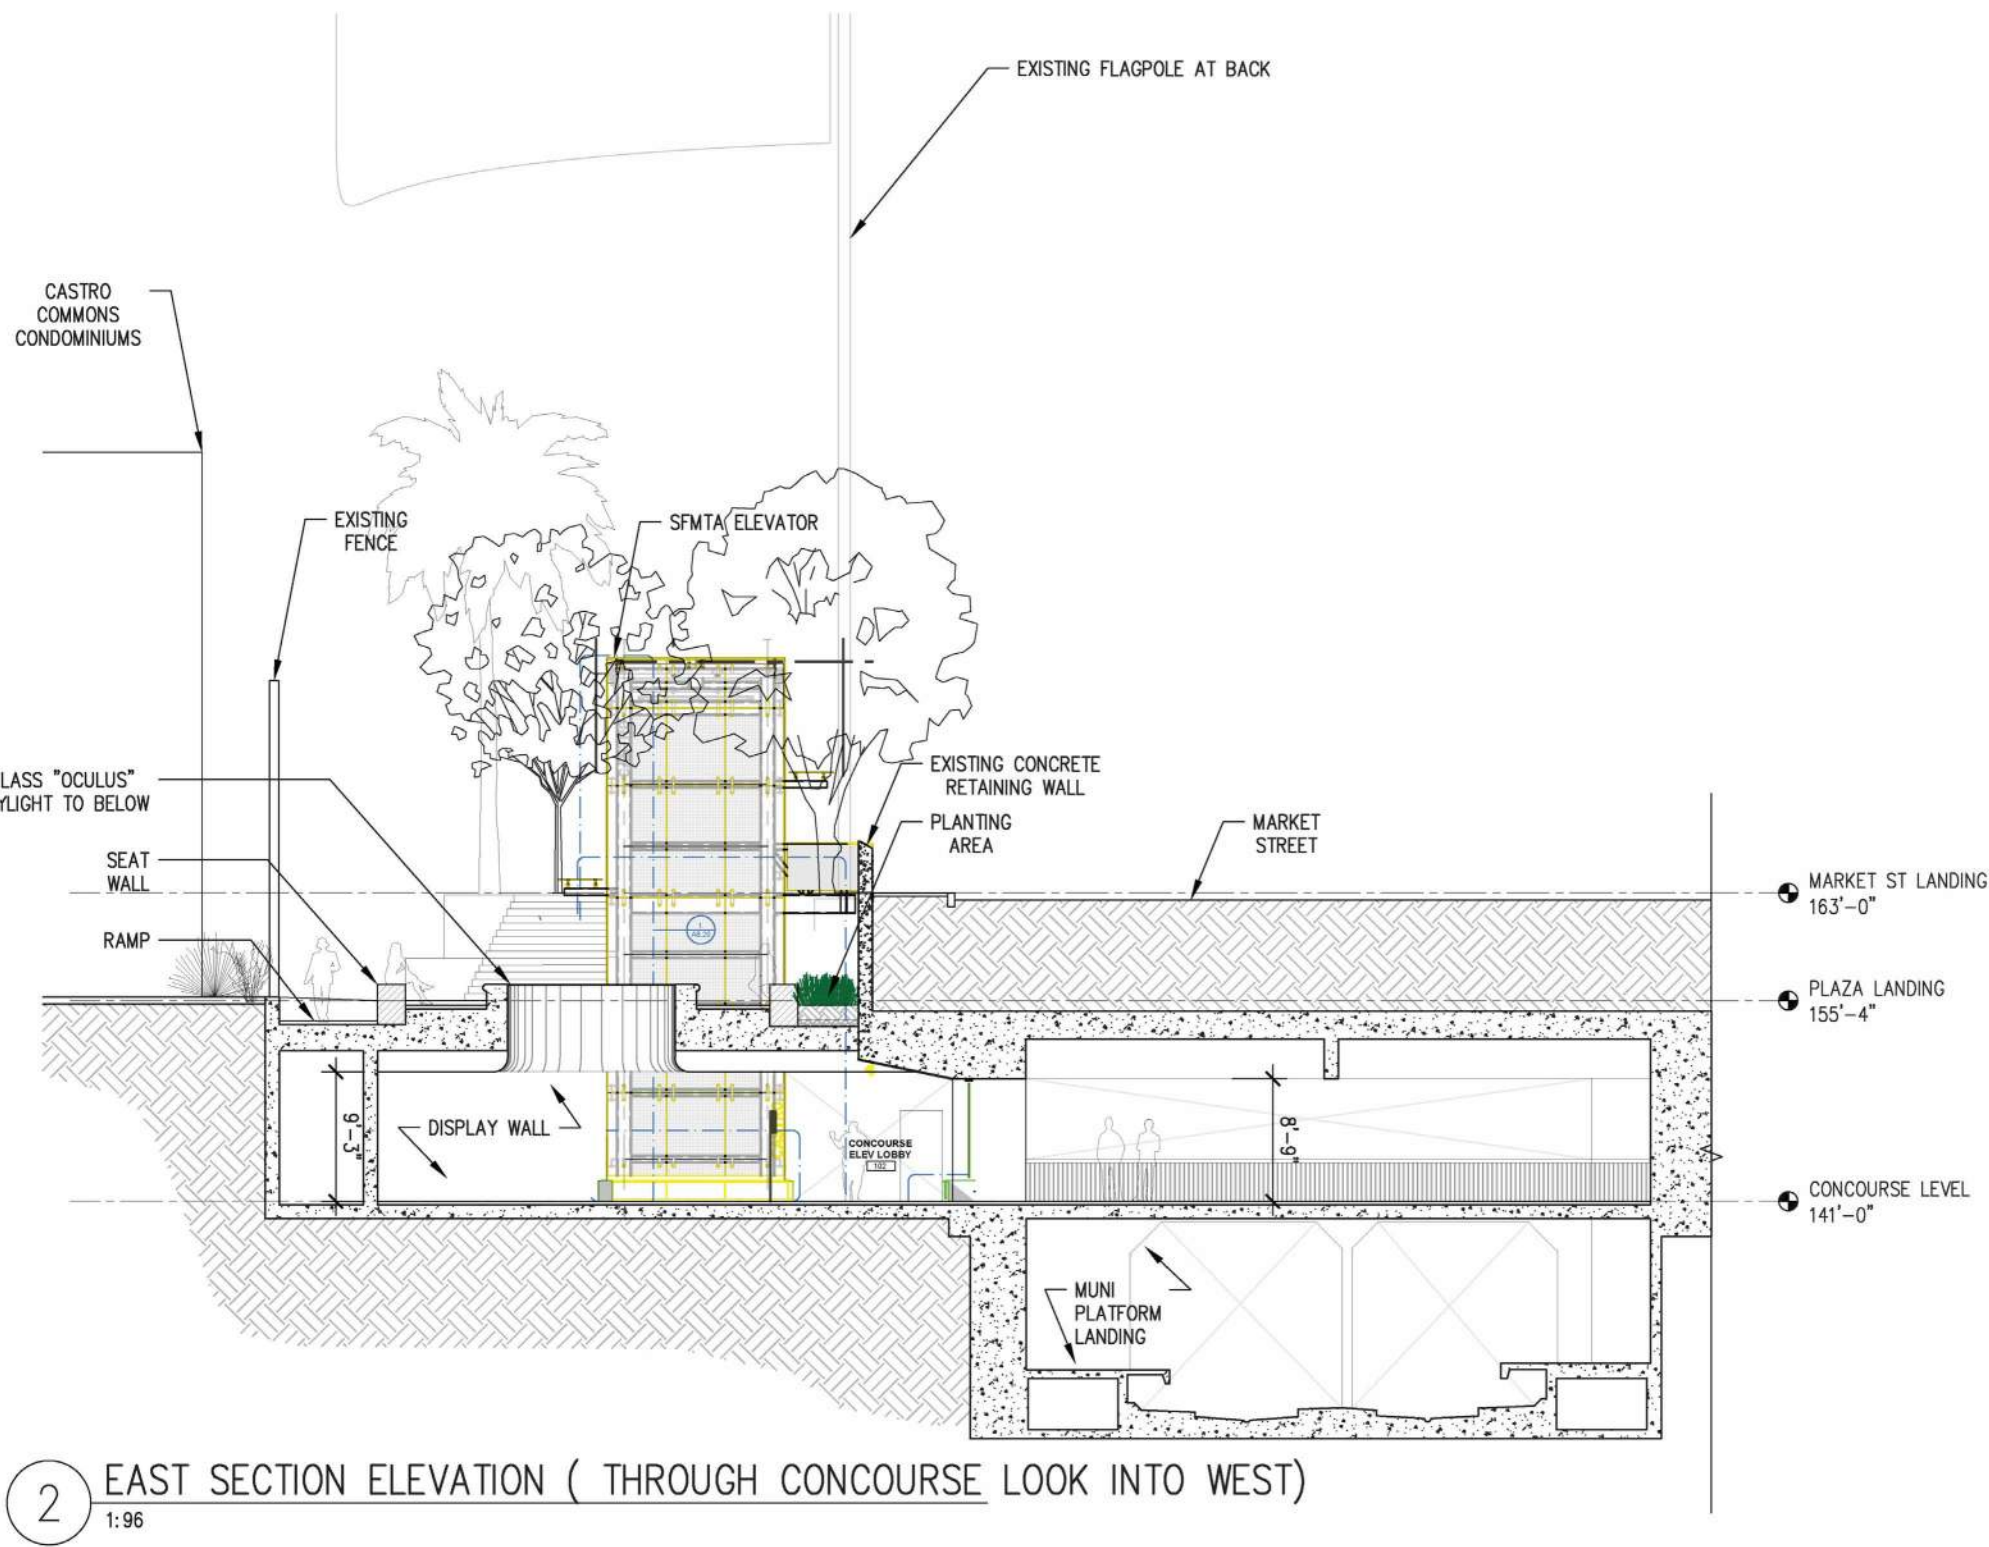 EXISTING FLAGPOLE AT BACK
CASTRO
COMMONS
CONDOMINIUMS
EXISTING
FENCE
SFMTA ELEVATOR
LASS "OCULUS"
YLIGHT TO BELOW
EXISTING CONCRETE
RETAINING WALL
PLANTING
AREA
MARKET
STREET
SEAT
WALL
RAMP
MARKET ST LANDING
163'-0"
PLAZA LANDING
155'-4"
9'-3"
DISPLAY WALL
CONCOURSE
ELEV LOBBY
102
8'-9"
CONCOURSE LEVEL
141'-0"
MUNI
PLATFORM
LANDING
2
EAST SECTION ELEVATION ( THROUGH CONCOURSE LOOK INTO WEST)
1:96